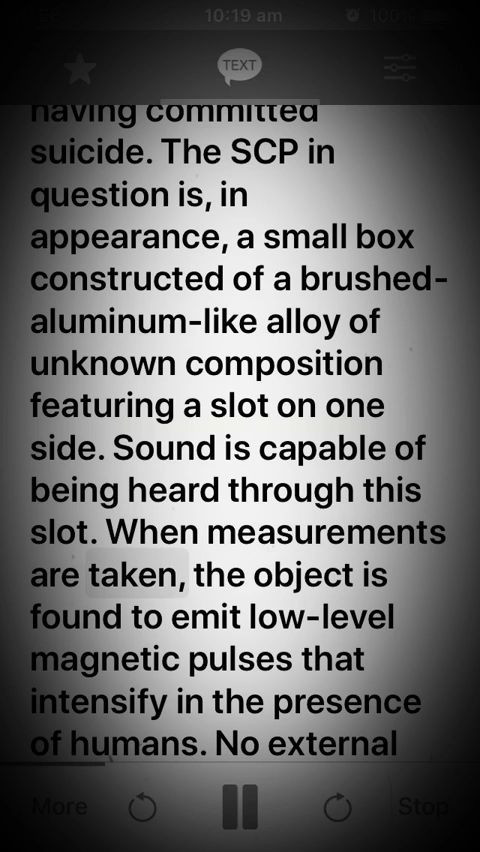 10:19 am
100%
TEXT
having committed
suicide. The SCP in
question is, in
appearance, a small box
constructed of a brushed-
aluminum-like alloy of
unknown composition
featuring a slot on one
side. Sound is capable of
being heard through this
slot. When measurements
are taken, the object is
found to emit low-level
magnetic pulses that
intensify in the presence
of humans. No external
More
Stop